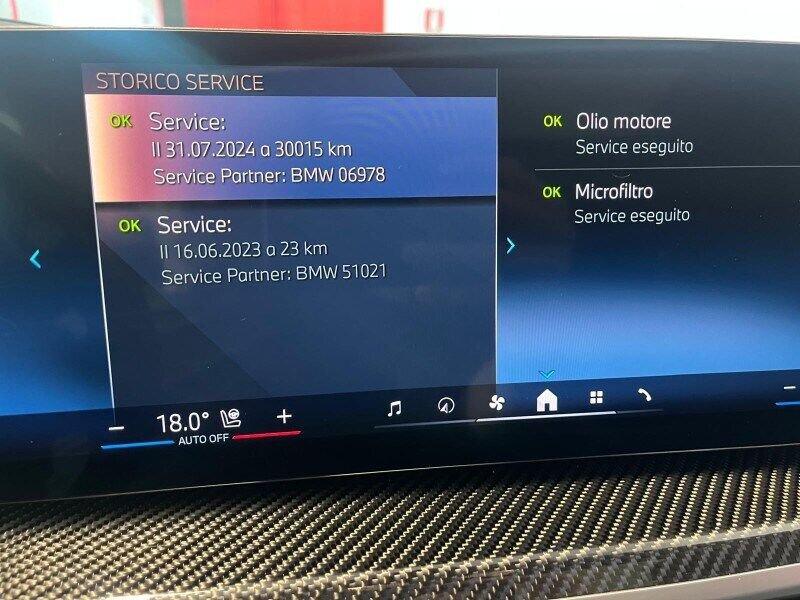 STORICO SERVICE
OK Service:
Il 31.07.2024 a 30015 km
Service Partner: BMW 06978
OK Service:
Il 16.06.2023 a 23 km
Service Partner: BMW 51021
OK Olio motore
Service eseguito
OK Microfiltro
Service eseguito
− 18.0° +
AUTO OFF